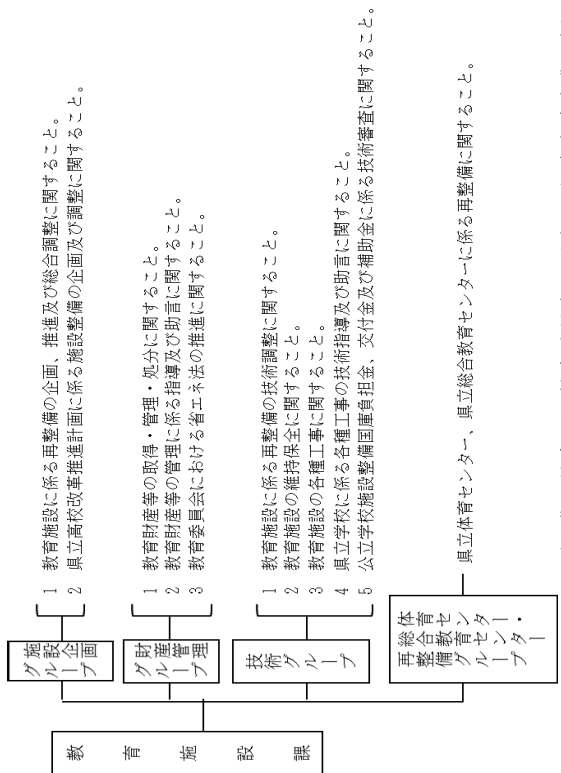 教育施設課
施設企画グループ
1 教育施設に係る再整備の企画、推進及び総合調整に関すること。
2 県立高校改革推進計画に係る施設整備の企画及び調整に関すること。
財産管理グループ
1 教育財産等の取得・管理・処分に関すること。
2 教育財産等の管理に係る指導及び助言に関すること。
3 教育委員会における省エネ法の推進に関すること。
技術グループ
1 教育施設に係る再整備の技術調整に関すること。
2 教育施設の維持保全に関すること。
3 教育施設の各種工事に関すること。
4 県立学校に係る各種工事の技術指導及び助言に関すること。
5 公立学校施設整備国庫負担金、交付金及び補助金に係る技術審査に関すること。
体育センター・
総合教育センター
再整備グループ
県立体育センター、県立総合教育センターに係る再整備に関すること。